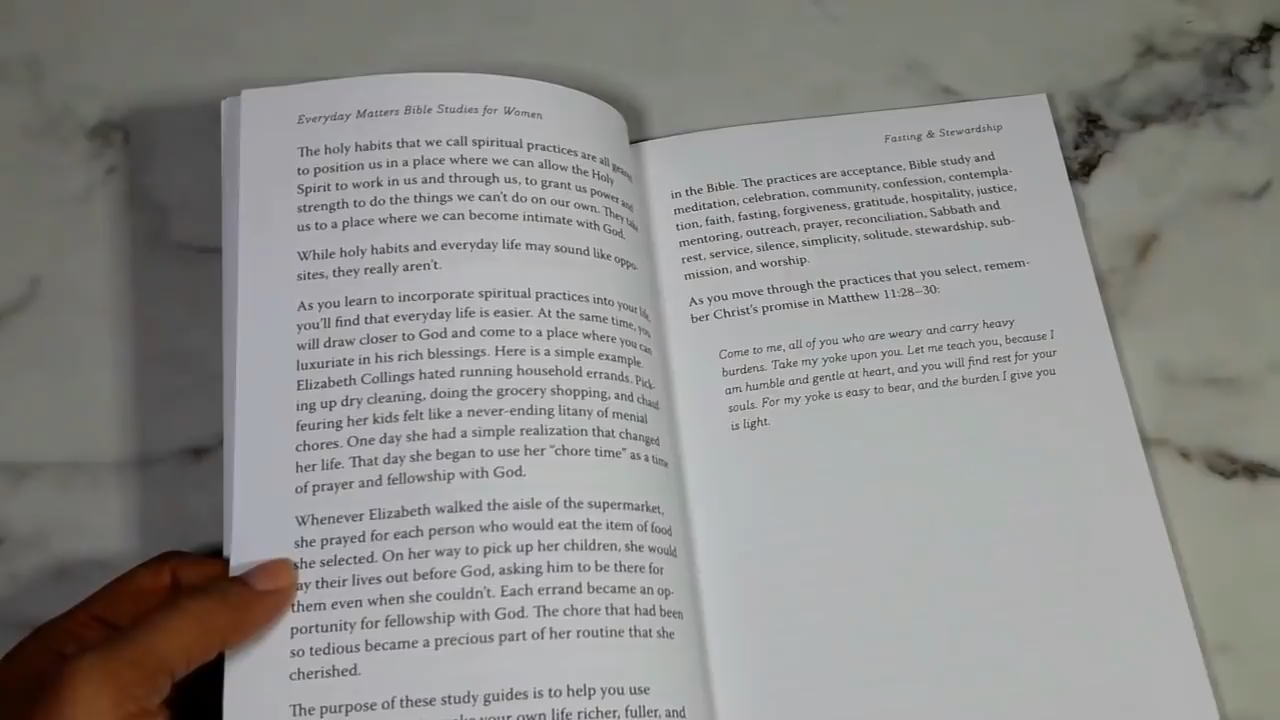 Everyday Matters Bible Studies for Women
The holy habits that we call spiritual practices are all geared
to position us in a place where we can allow the Holy
Spirit to work in us and through us, to grant us power and
strength to do the things we can't do on our own. They take
us to a place where we can become intimate with God.
While holy habits and everyday life may sound like oppo-
sites, they really aren't.
As you learn to incorporate spiritual practices into your life,
you'll find that everyday life is easier. At the same time, you
will draw closer to God and come to a place where you can
luxuriate in his rich blessings. Here is a simple example.
Elizabeth Collings hated running household errands. Pick-
ing up dry cleaning, doing the grocery shopping, and chauf-
feuring her kids felt like a never-ending litany of menial
chores. One day she had a simple realization that changed
her life. That day she began to use her "chore time" as a time
of prayer and fellowship with God.
Whenever Elizabeth walked the aisle of the supermarket,
she prayed for each person who would eat the item of food
she selected. On her way to pick up her children, she would
ay their lives out before God, asking him to be there for
them even when she couldn't. Each errand became an op-
portunity for fellowship with God. The chore that had been
so tedious became a precious part of her routine that she
cherished.
The purpose of these study guides is to help you use
your own life richer, fuller, and
Fasting & Stewardship
in the Bible. The practices are acceptance, Bible study and
meditation, celebration, community, confession, contempla-
tion, faith, fasting, forgiveness, gratitude, hospitality, justice,
mentoring, outreach, prayer, reconciliation, Sabbath and
rest, service, silence, simplicity, solitude, stewardship, sub-
mission, and worship.
As you move through the practices that you select, remem-
ber Christ's promise in Matthew 11:28–30:
Come to me, all of you who are weary and carry heavy
burdens. Take my yoke upon you. Let me teach you, because I
am humble and gentle at heart, and you will find rest for your
souls. For my yoke is easy to bear, and the burden I give you
is light.